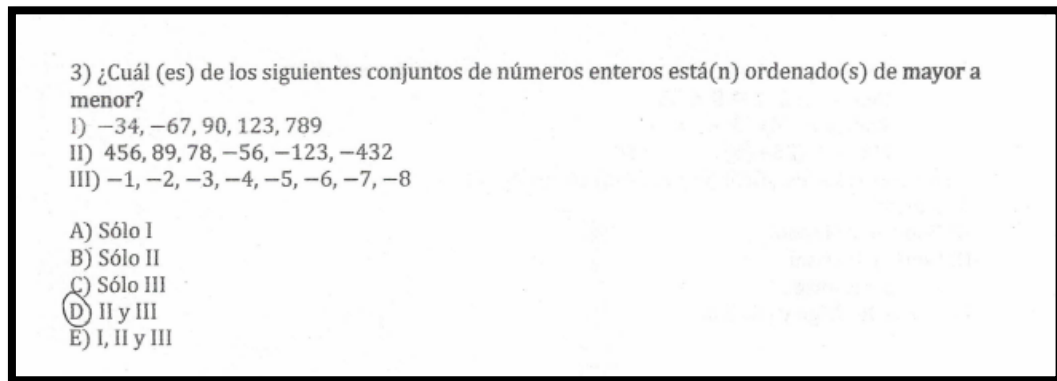 3) ¿Cuál (es) de los siguientes conjuntos de números enteros está(n) ordenado(s) de mayor a
menor?
I) −34, −67, 90, 123, 789
II) 456, 89, 78, −56, −123, −432
III) −1, −2, −3, −4, −5, −6, −7, −8
A) Sólo I
B) Sólo II
C) Sólo III
D) II y III
E) I, II y III